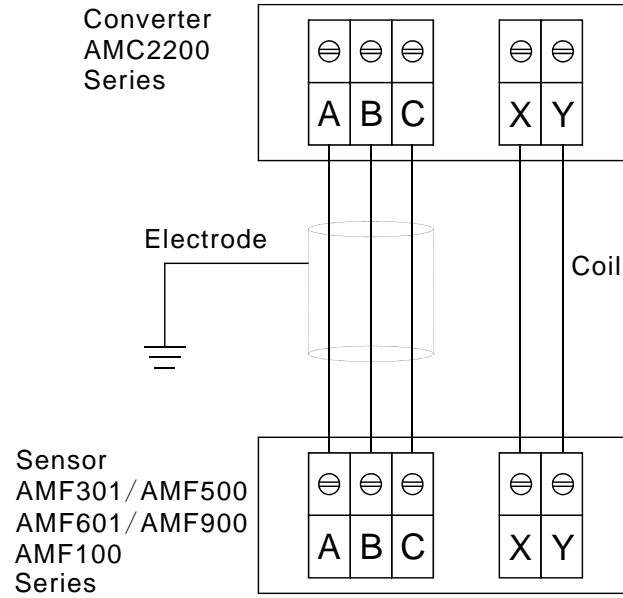 Converter
AMC2200
Series
A B C X Y
Electrode
Coil
Sensor
AMF301/AMF500
AMF601/AMF900
AMF100
Series
A B C X Y